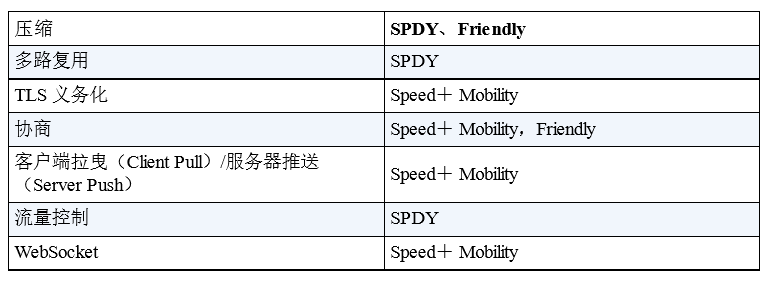 压缩 SPDY、Friendly
多路复用 SPDY
TLS 义务化 Speed＋ Mobility
协商 Speed＋ Mobility，Friendly
客户端拉曳（Client Pull）/服务器推送
（Server Push） Speed＋ Mobility
流量控制 SPDY
WebSocket Speed＋ Mobility